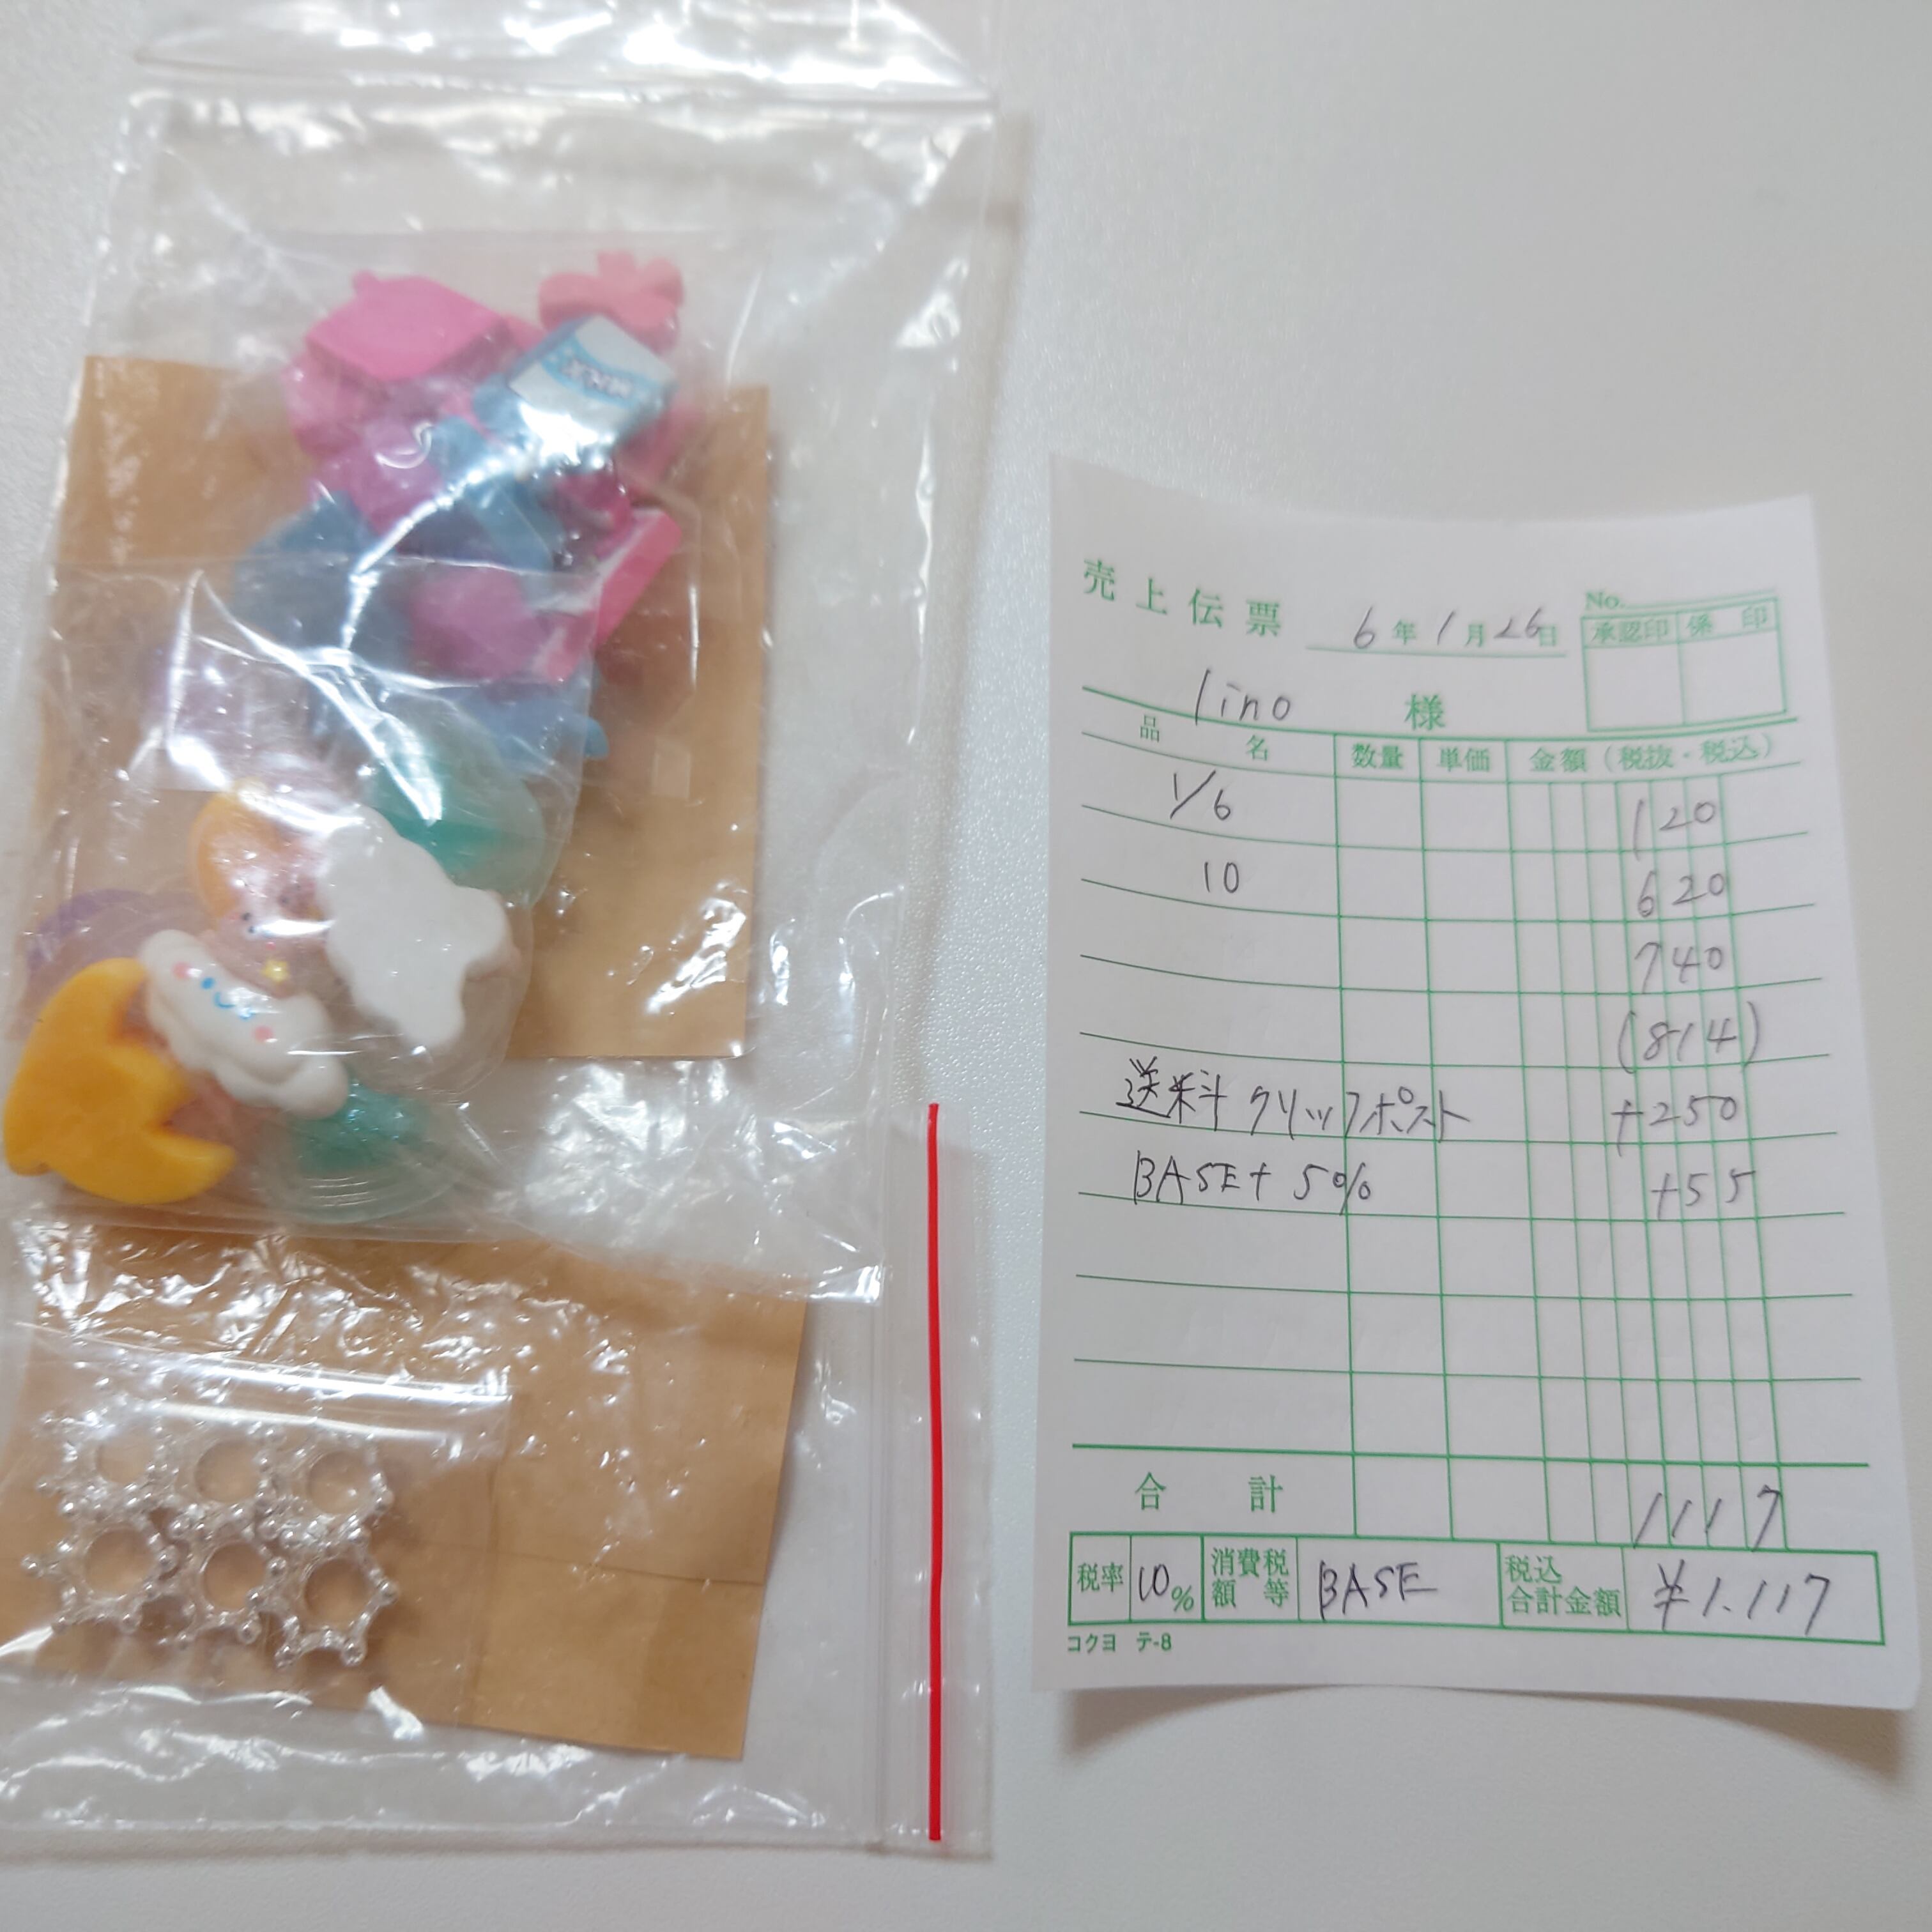 MILK
売上伝票 6年1月26日
No.
承認印 係印
lino 様
品名 数量 単価 金額(税抜・税込)
1/6 120
10 620
740
(814)
送料 クリックポスト +250
BASE+ 5% +55
合計 1117
税率 10% 消費税額等 BASE 税込合計金額 ¥1.117
コクヨ テ-8